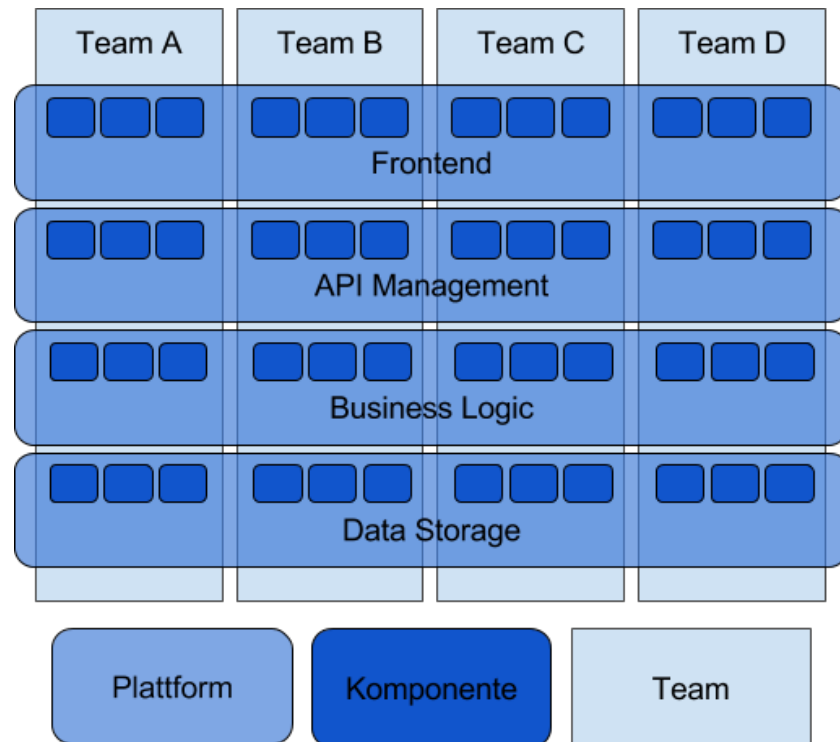 Team A
Team B
Team C
Team D
Frontend
API Management
Business Logic
Data Storage
Plattform
Komponente
Team